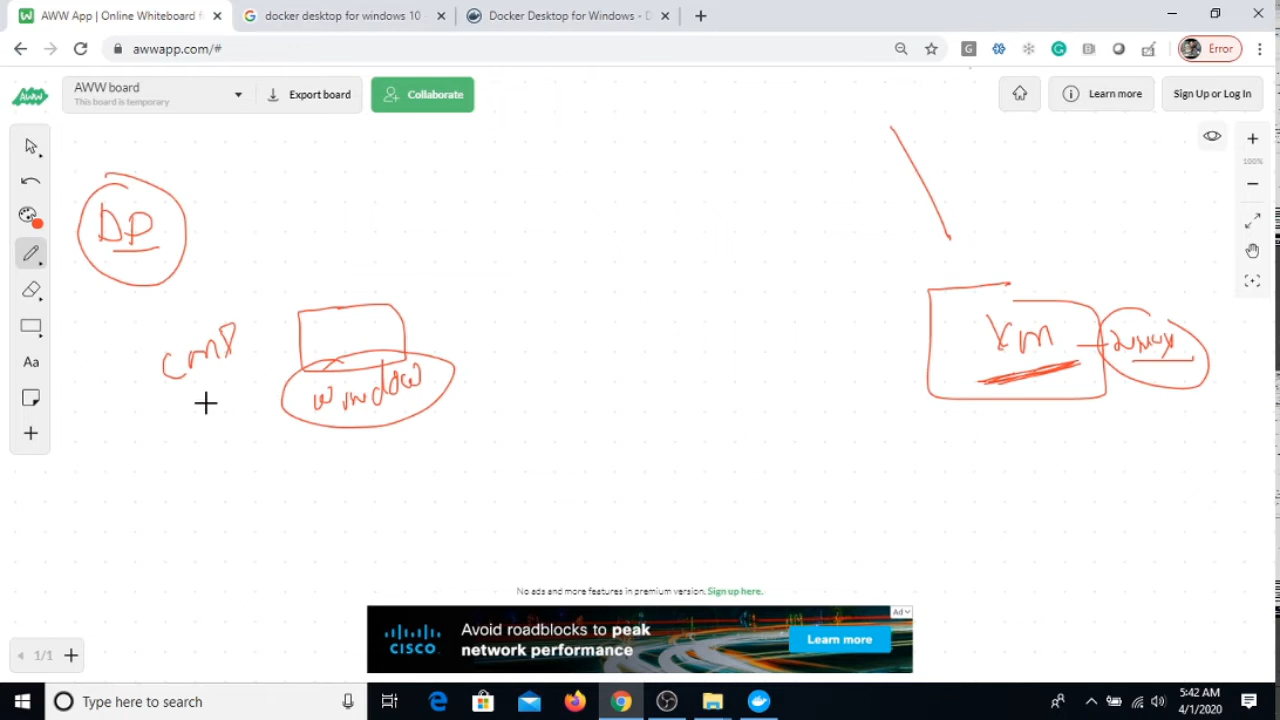 AWW App | Online Whiteboard f
docker desktop for windows 10 -
Docker Desktop for Windows - D
awwapp.com/#
Error
AWW board
This board is temporary
Export board
Collaborate
Learn more
Sign Up or Log In
100%
DP
cmd
window
VM
Linux
Aa
No ads and more features in premium version. Sign up here.
CISCO
Avoid roadblocks to peak
network performance
Learn more
Ad
1/1
Type here to search
5:42 AM
4/1/2020